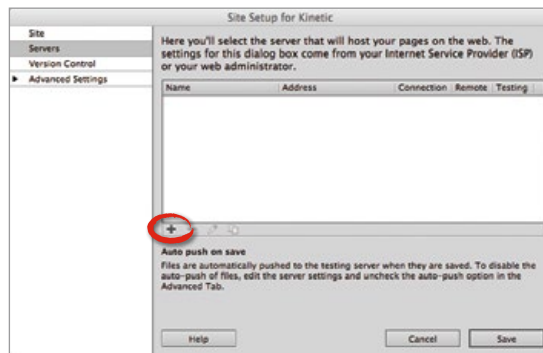 Site Setup for Kinetic
Site
Servers
Version Control
Advanced Settings
Here you'll select the server that will host your pages on the web. The
settings for this dialog box come from your Internet Service Provider (ISP)
or your web administrator.
Name Address Connection Remote Testing
Auto push on save
Files are automatically pushed to the testing server when they are saved. To disable the
auto-push of files, edit the server settings and uncheck the auto-push option in the
Advanced Tab.
Help Cancel Save